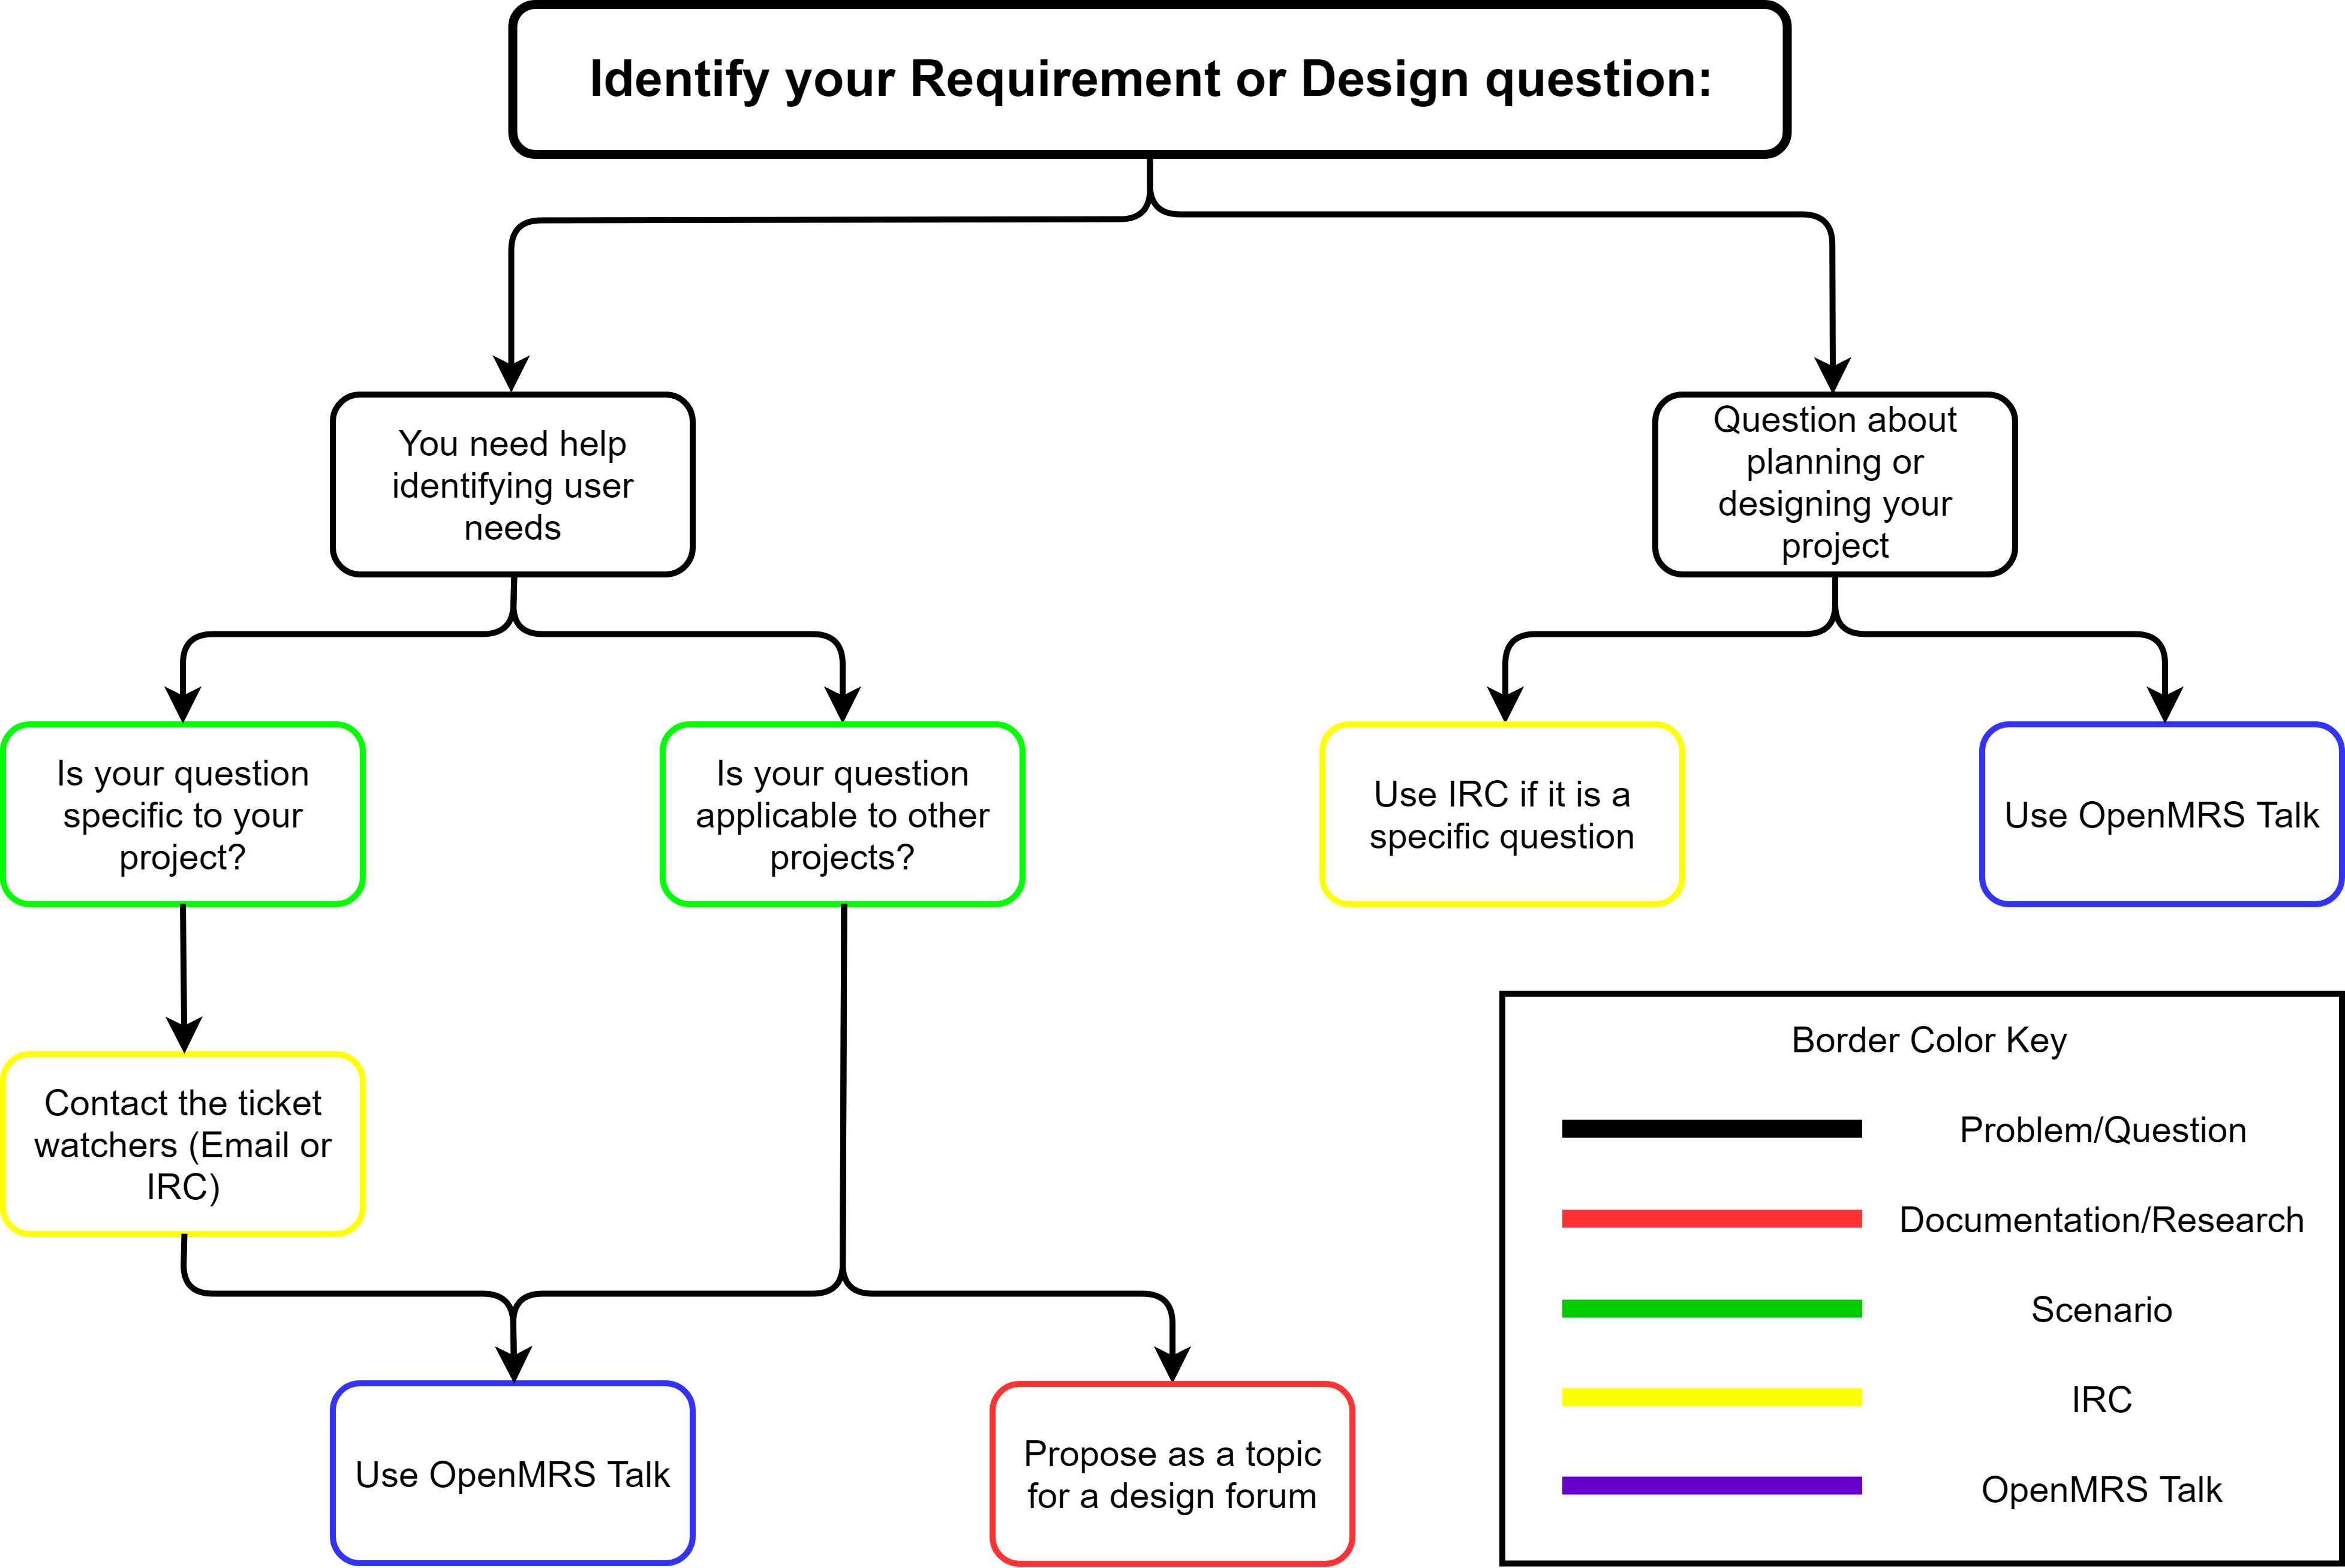 Identify your Requirement or Design question:
You need help
identifying user
needs
Question about
planning or
designing your
project
Is your question
specific to your
project?
Is your question
applicable to other
projects?
Use IRC if it is a
specific question
Use OpenMRS Talk
Contact the ticket
watchers (Email or
IRC)
Use OpenMRS Talk
Propose as a topic
for a design forum
Border Color Key
Problem/Question
Documentation/Research
Scenario
IRC
OpenMRS Talk